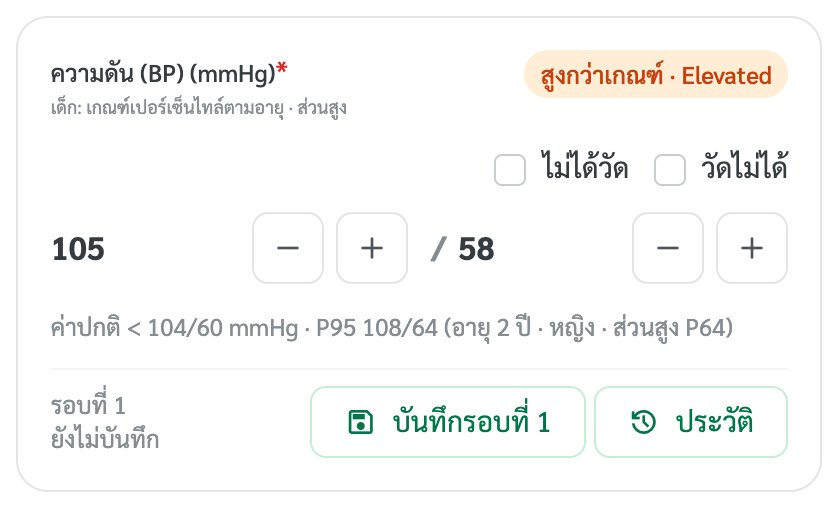 ความดัน (BP) (mmHg)*
สูงกว่าเกณฑ์ · Elevated
เด็ก: เกณฑ์เปอร์เซ็นไทล์ตามอายุ · ส่วนสูง
ไม่ได้วัด
วัดไม่ได้
105 − + / 58 − +
ค่าปกติ < 104/60 mmHg · P95 108/64 (อายุ 2 ปี · หญิง · ส่วนสูง P64)
รอบที่ 1
ยังไม่บันทึก
บันทึกรอบที่ 1
ประวัติ